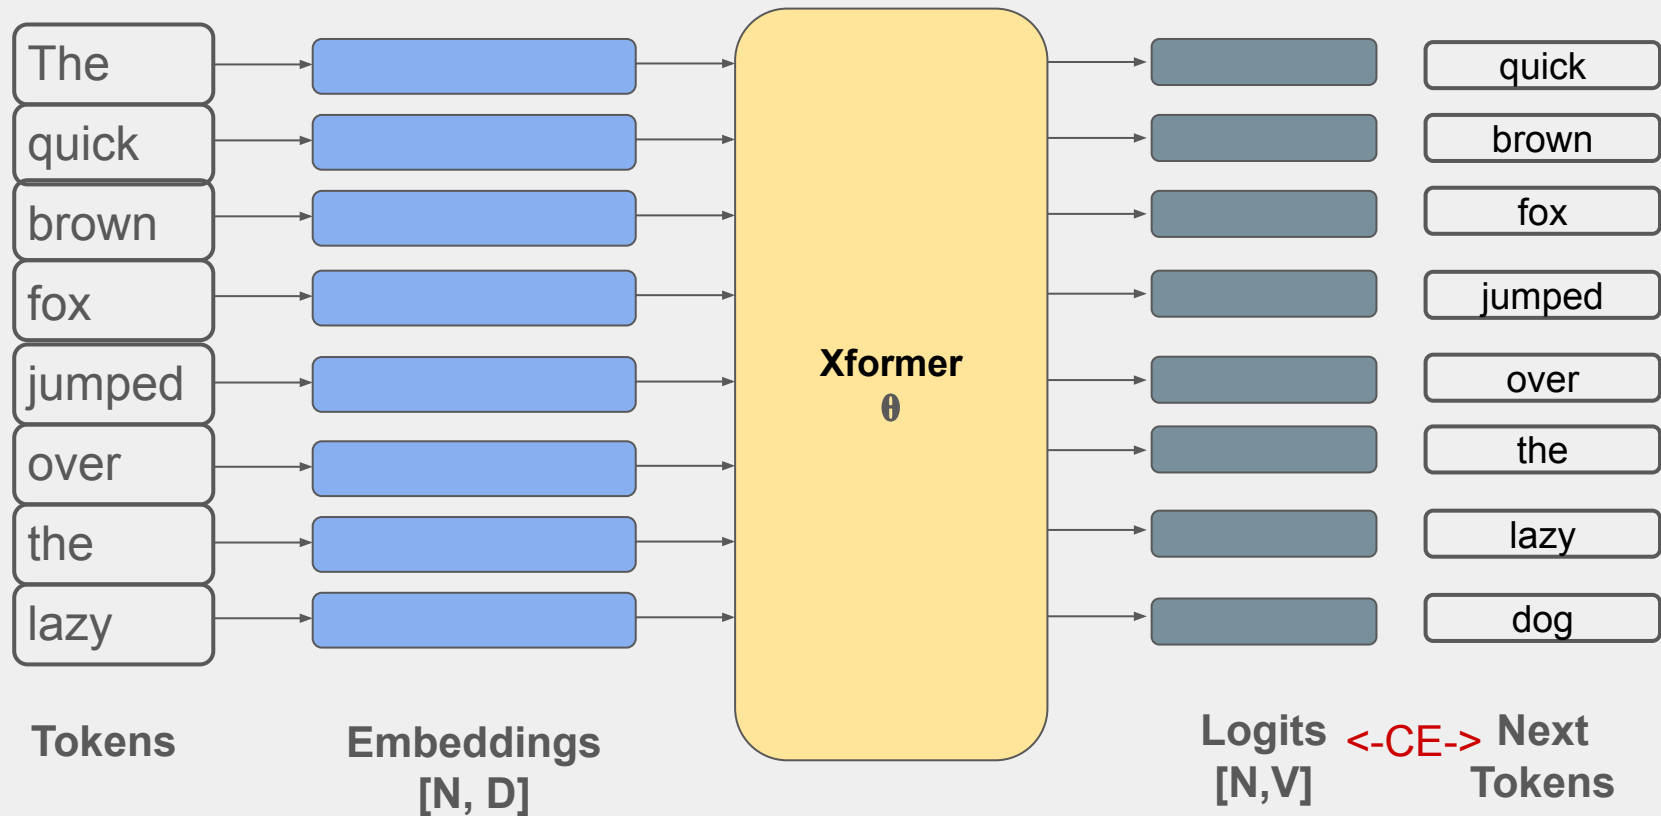 The
quick
brown
fox
jumped
over
the
lazy
Tokens
Embeddings
[N, D]
Xformer
θ
Logits
[N,V]
<-CE->
quick
brown
fox
jumped
over
the
lazy
dog
Next
Tokens